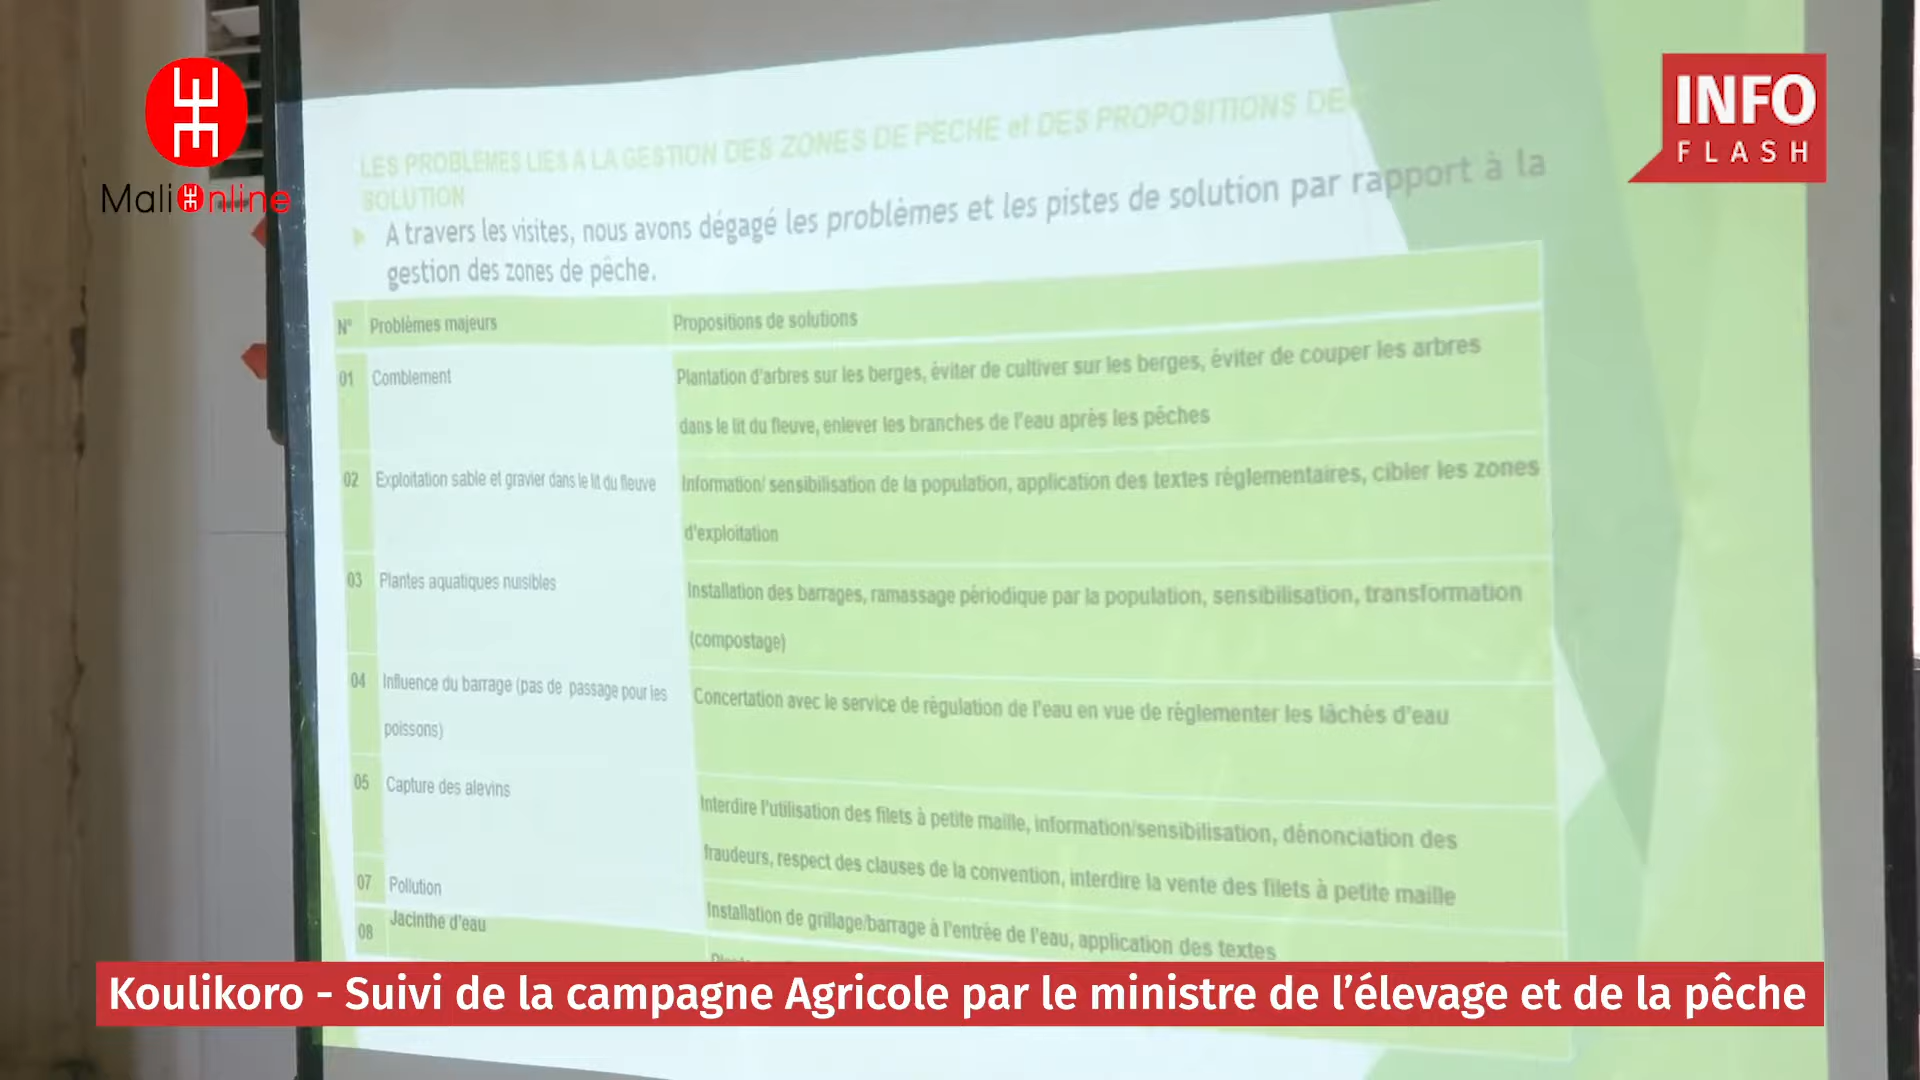 Mali Online
INFO
FLASH
LES PROBLÈMES LIES A LA GESTION DES ZONES DE PECHE et DES PROPOSITIONS DE
SOLUTION
A travers les visites, nous avons dégagé les problèmes et les pistes de solution par rapport à la
gestion des zones de pêche.
N° Problèmes majeurs Propositions de solutions
01 Comblement Plantation d'arbres sur les berges, éviter de cultiver sur les berges, éviter de couper les arbres
dans le lit du fleuve, enlever les branches de l'eau après les pêches
02 Exploitation sable et gravier dans le lit du fleuve Information/ sensibilisation de la population, application des textes règlementaires, cibler les zones
d'exploitation
03 Plantes aquatiques nuisibles Installation des barrages, ramassage périodique par la population, sensibilisation, transformation
(compostage)
04 Influence du barrage (pas de passage pour les
poissons)
Concertation avec le service de régulation de l'eau en vue de réglementer les lâchés d'eau
05 Capture des alevins
Interdire l'utilisation des filets à petite maille, information/sensibilisation, dénonciation des
fraudeurs, respect des clauses de la convention, interdire la vente des filets à petite maille
07 Pollution Installation de grillage/barrage à l'entrée de l'eau, application des textes
08 Jacinthe d'eau
Koulikoro - Suivi de la campagne Agricole par le ministre de l'élevage et de la pêche